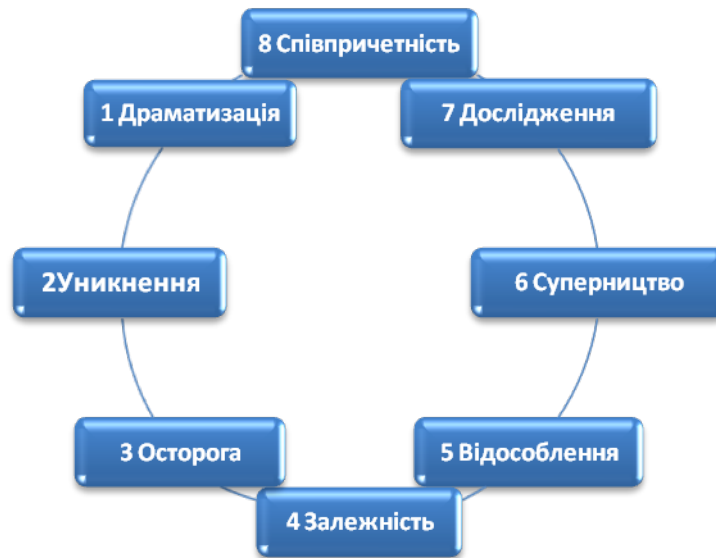 8 Співпричетність
1 Драматизація
7 Дослідження
2Уникнення
6 Суперництво
3 Осторога
5 Відособлення
4 Залежність